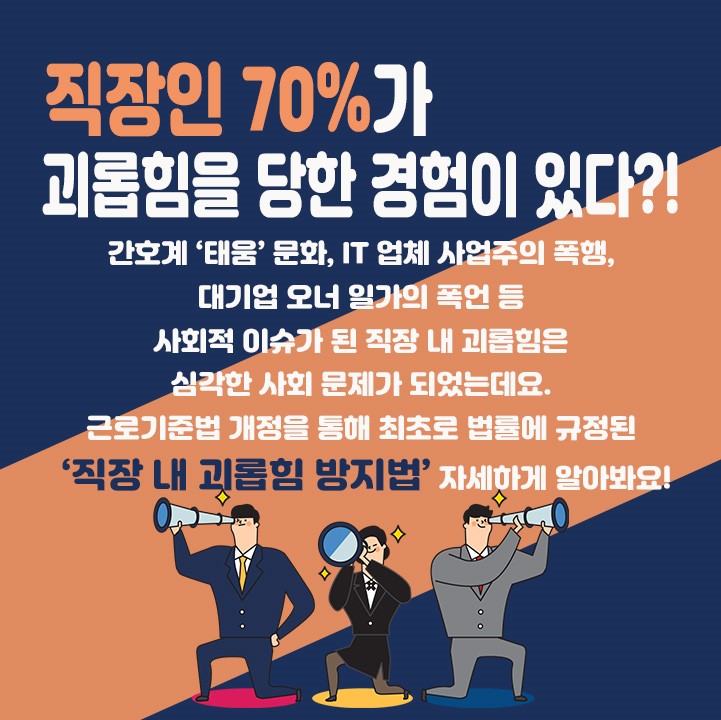 직장인 70%가
괴롭힘을 당한 경험이 있다?!
간호계 ‘태움’ 문화, IT 업체 사업주의 폭행,
대기업 오너 일가의 폭언 등
사회적 이슈가 된 직장 내 괴롭힘은
심각한 사회 문제가 되었는데요.
근로기준법 개정을 통해 최초로 법률에 규정된
‘직장 내 괴롭힘 방지법’ 자세하게 알아봐요!